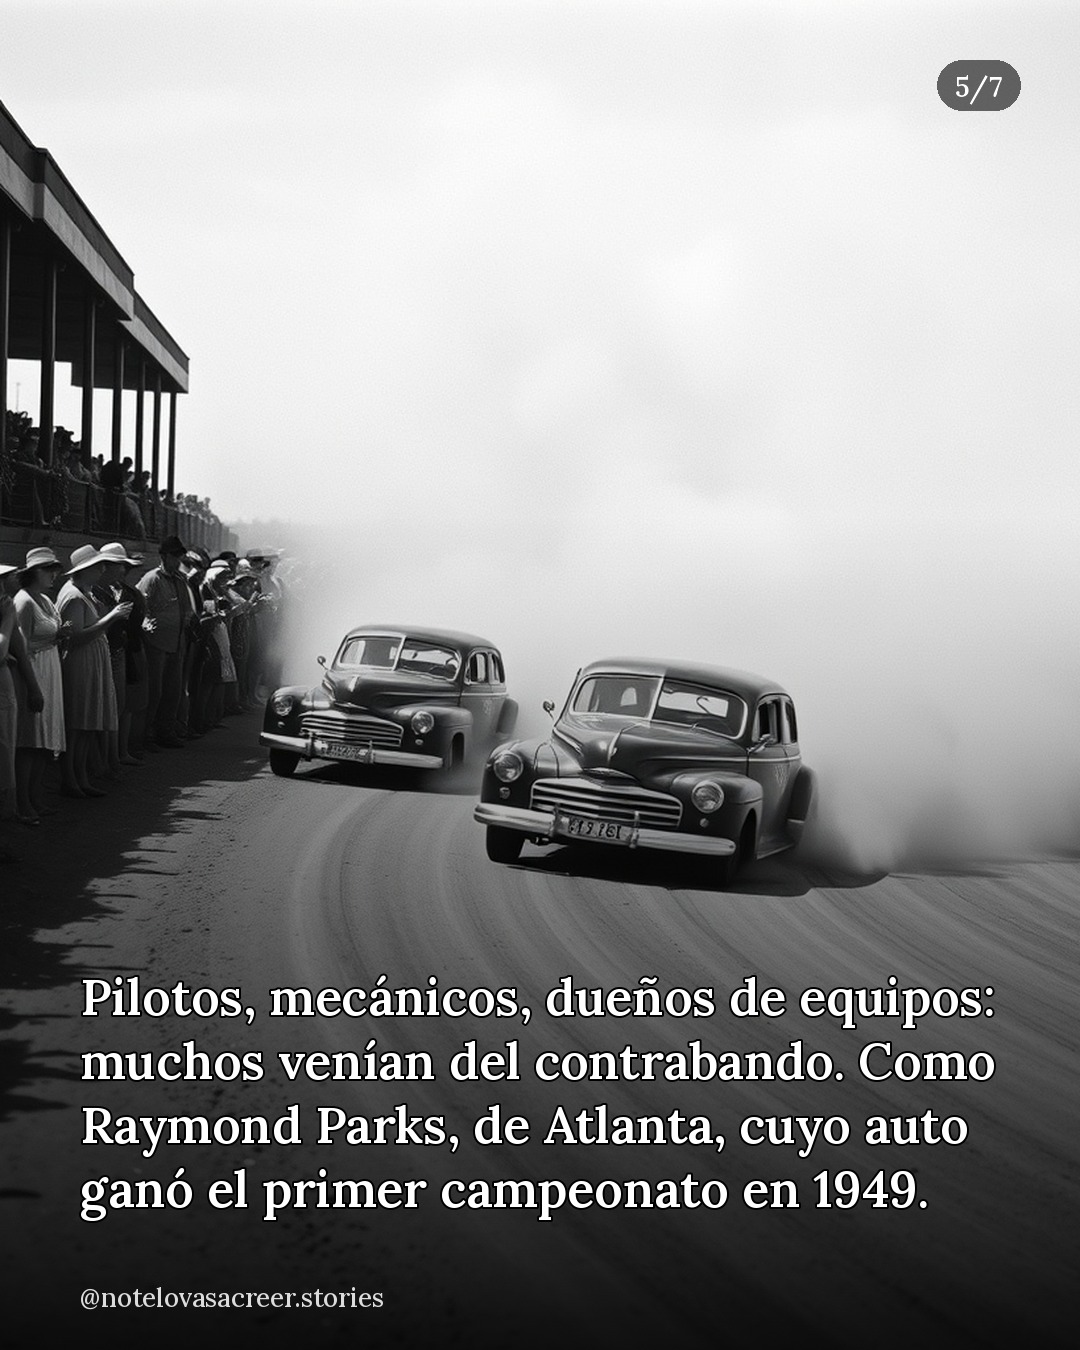 5/7
Pilotos, mecánicos, dueños de equipos:
muchos venían del contrabando. Como
Raymond Parks, de Atlanta, cuyo auto
ganó el primer campeonato en 1949.
@notelovasacreer.stories